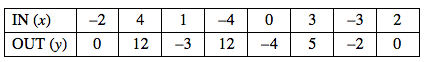 IN (x) –2 4 1 –4 0 3 –3 2
OUT (y) 0 12 –3 12 –4 5 –2 0